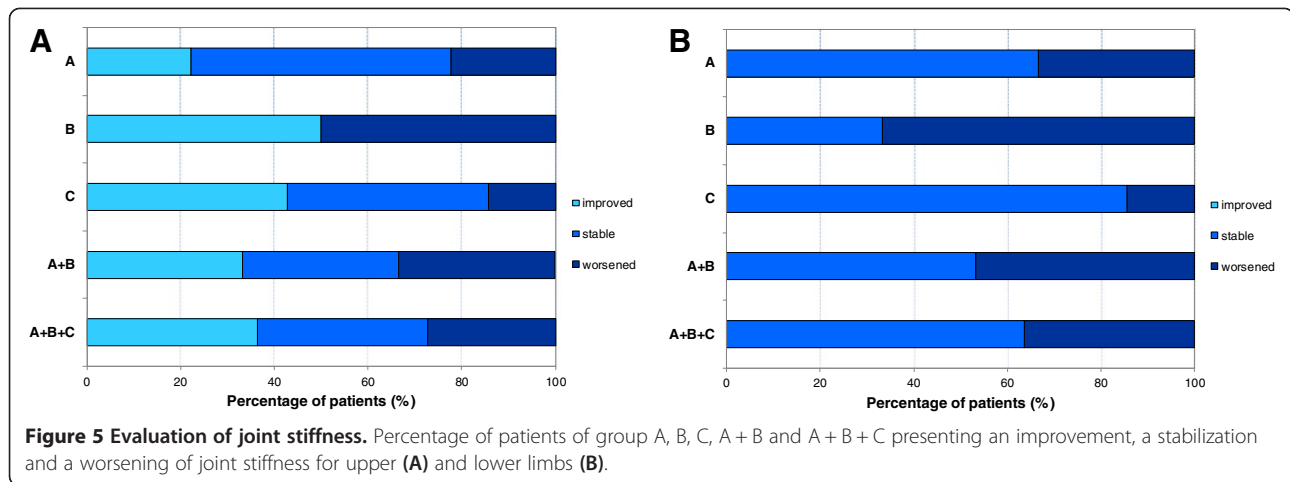 A
A
B
C
A+B
A+B+C
0 20 40 60 80 100
Percentage of patients (%)
improved
stable
worsened
B
A
B
C
A+B
A+B+C
0 20 40 60 80 100
Percentage of patients (%)
improved
stable
worsened
Figure 5 Evaluation of joint stiffness. Percentage of patients of group A, B, C, A + B and A + B + C presenting an improvement, a stabilization
and a worsening of joint stiffness for upper (A) and lower limbs (B).